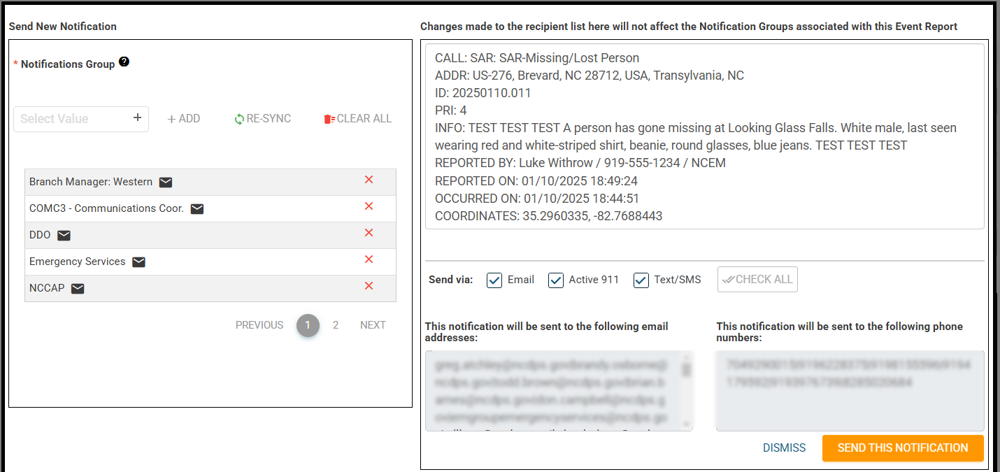 Send New Notification
* Notifications Group ?
Select Value +
+ ADD
RE-SYNC
CLEAR ALL
Branch Manager: Western
COMC3 - Communications Coor.
DDO
Emergency Services
NCCAP
PREVIOUS 1 2 NEXT
Changes made to the recipient list here will not affect the Notification Groups associated with this Event Report
CALL: SAR: SAR-Missing/Lost Person
ADDR: US-276, Brevard, NC 28712, USA, Transylvania, NC
ID: 20250110.011
PRI: 4
INFO: TEST TEST TEST A person has gone missing at Looking Glass Falls. White male, last seen
wearing red and white-striped shirt, beanie, round glasses, blue jeans. TEST TEST TEST
REPORTED BY: Luke Withrow / 919-555-1234 / NCEM
REPORTED ON: 01/10/2025 18:49:24
OCCURRED ON: 01/10/2025 18:44:51
COORDINATES: 35.2960335, -82.7688443
Send via: Email Active 911 Text/SMS CHECK ALL
This notification will be sent to the following email
addresses:
This notification will be sent to the following phone
numbers:
DISMISS
SEND THIS NOTIFICATION